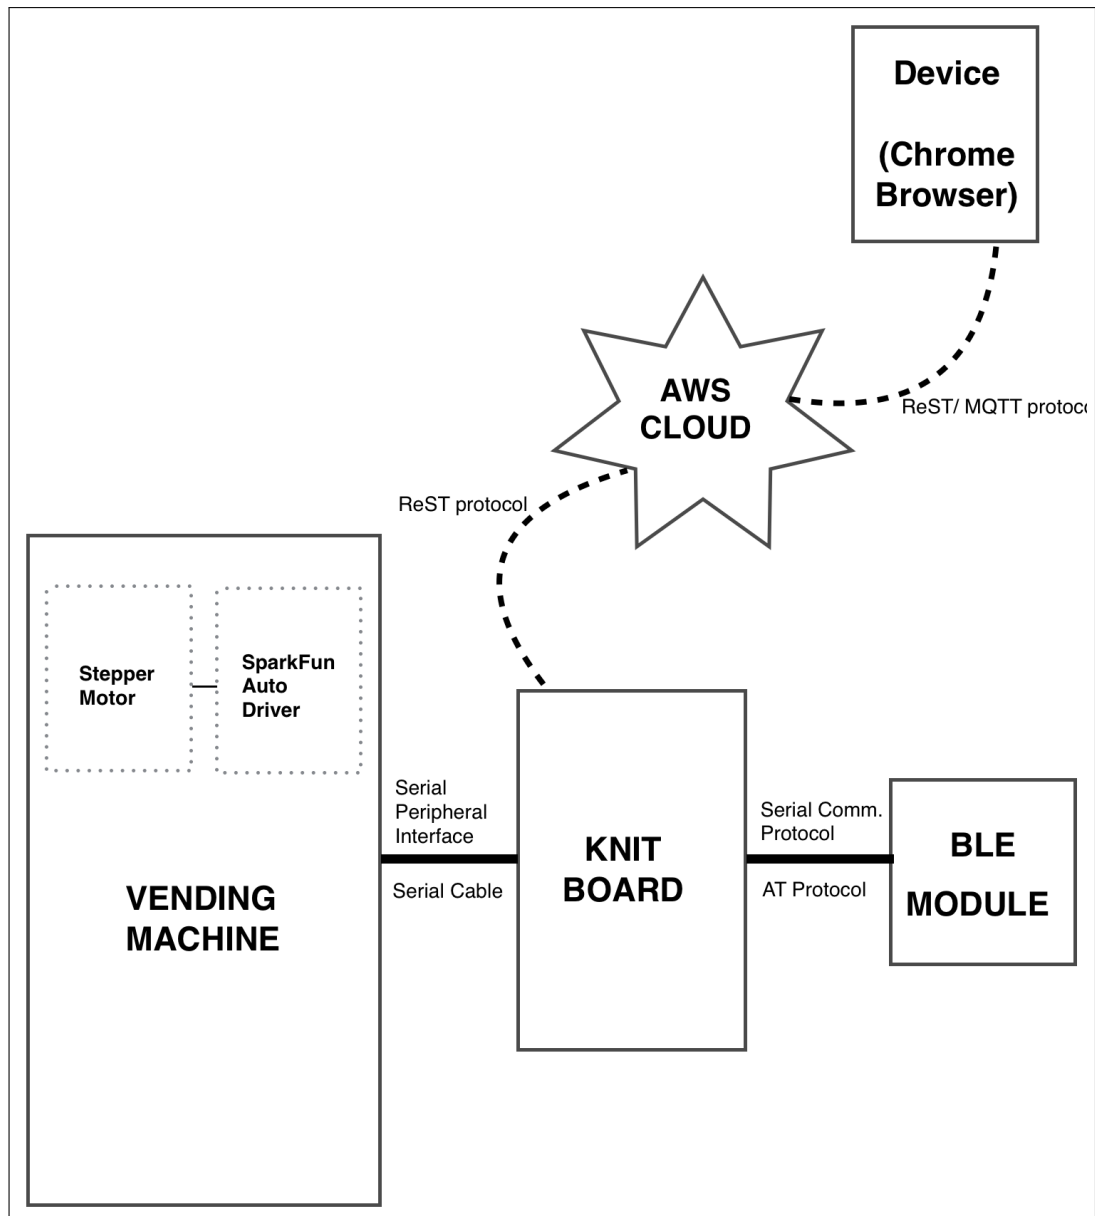 Device
(Chrome
Browser)
AWS
CLOUD
ReST/ MQTT
ReST protocol
Stepper
Motor
SparkFun
Auto
Driver
Serial
Peripheral
Interface
Serial Cable
VENDING
MACHINE
KNIT
BOARD
Serial Comm.
Protocol
AT Protocol
BLE
MODULE